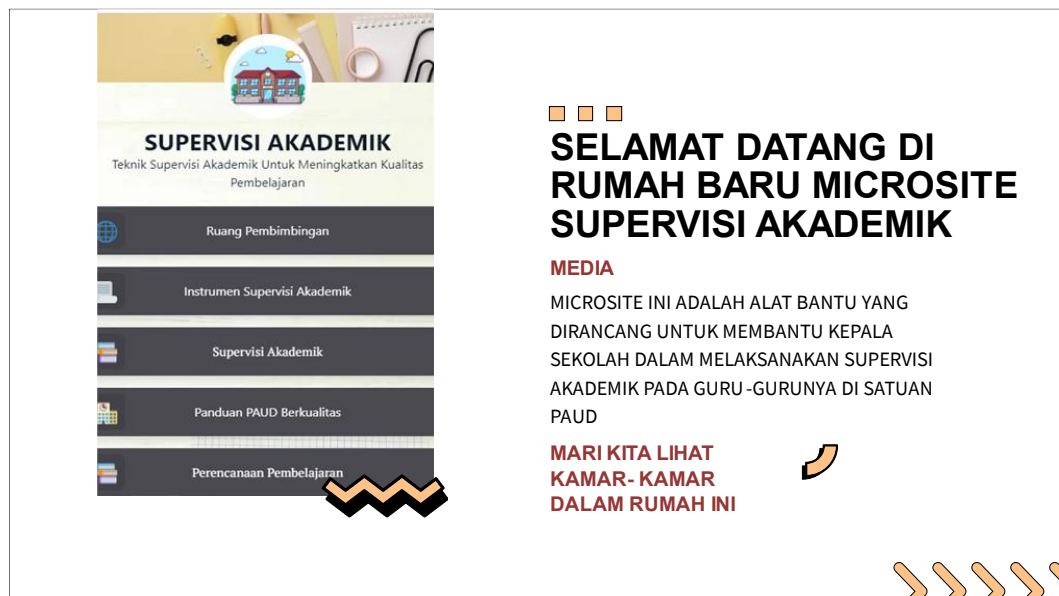 SUPERVISI AKADEMIK
Teknik Supervisi Akademik Untuk Meningkatkan Kualitas
Pembelajaran
Ruang Pembimbingan
Instrumen Supervisi Akademik
Supervisi Akademik
Panduan PAUD Berkualitas
Perencanaan Pembelajaran
SELAMAT DATANG DI
RUMAH BARU MICROSITE
SUPERVISI AKADEMIK
MEDIA
MICROSITE INI ADALAH ALAT BANTU YANG
DIRANCANG UNTUK MEMBANTU KEPALA
SEKOLAH DALAM MELAKSANAKAN SUPERVISI
AKADEMIK PADA GURU-GURUNYA DI SATUAN
PAUD
MARI KITA LIHAT
KAMAR- KAMAR
DALAM RUMAH INI